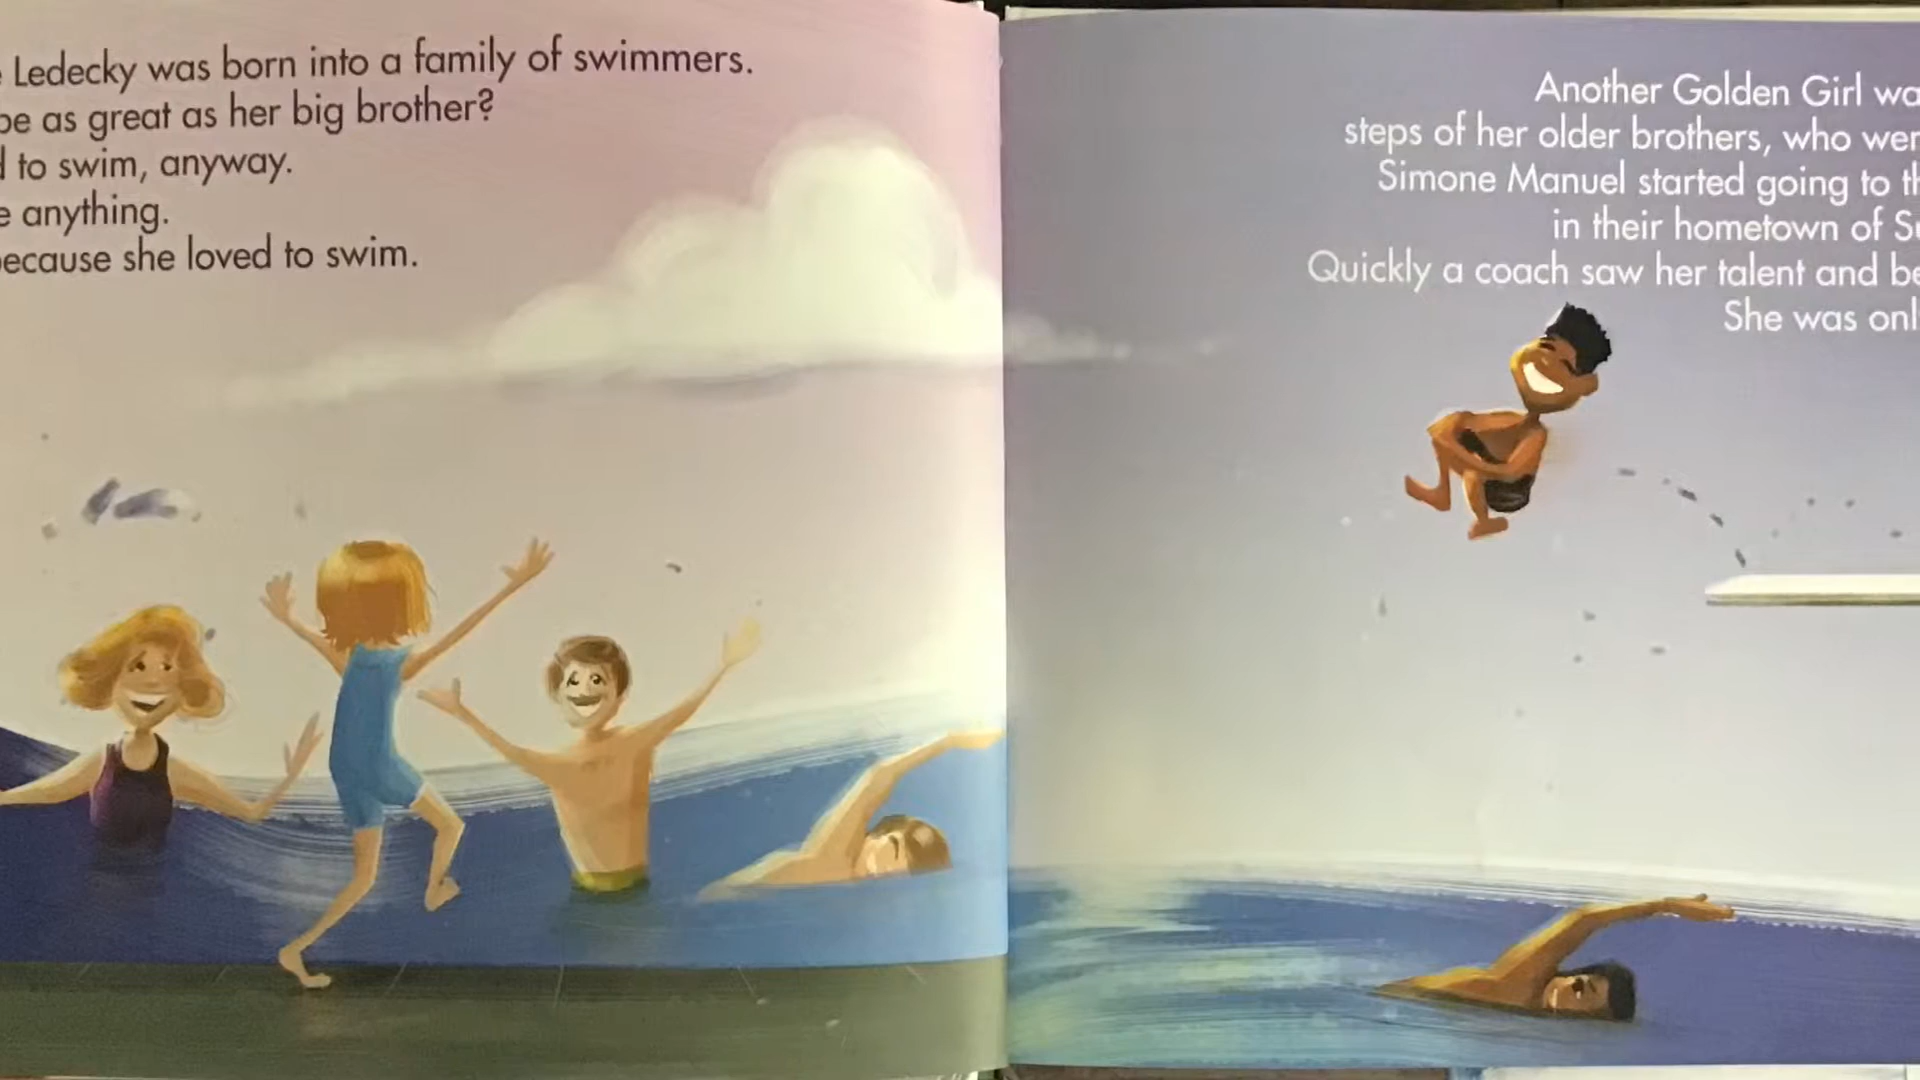 Ledecky was born into a family of swimmers.
be as great as her big brother?
to swim, anyway.
anything.
because she loved to swim.
Another Golden Girl
steps of her older brothers, who
Simone Manuel started going to
in their hometown of
Quickly a coach saw her talent and
She was